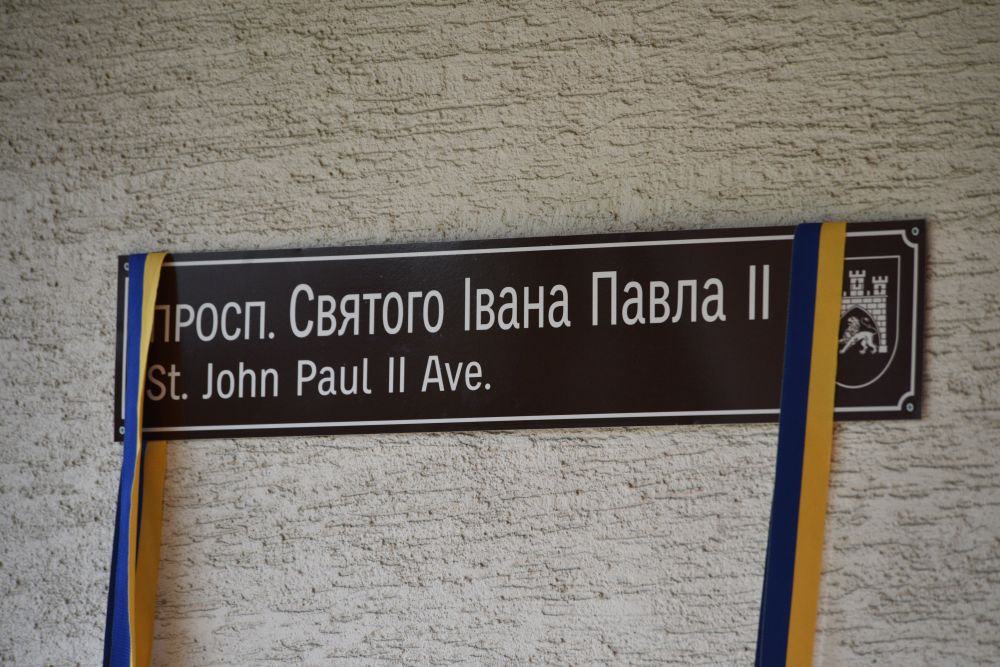 просп. Святого Івана Павла II
St. John Paul II Ave.